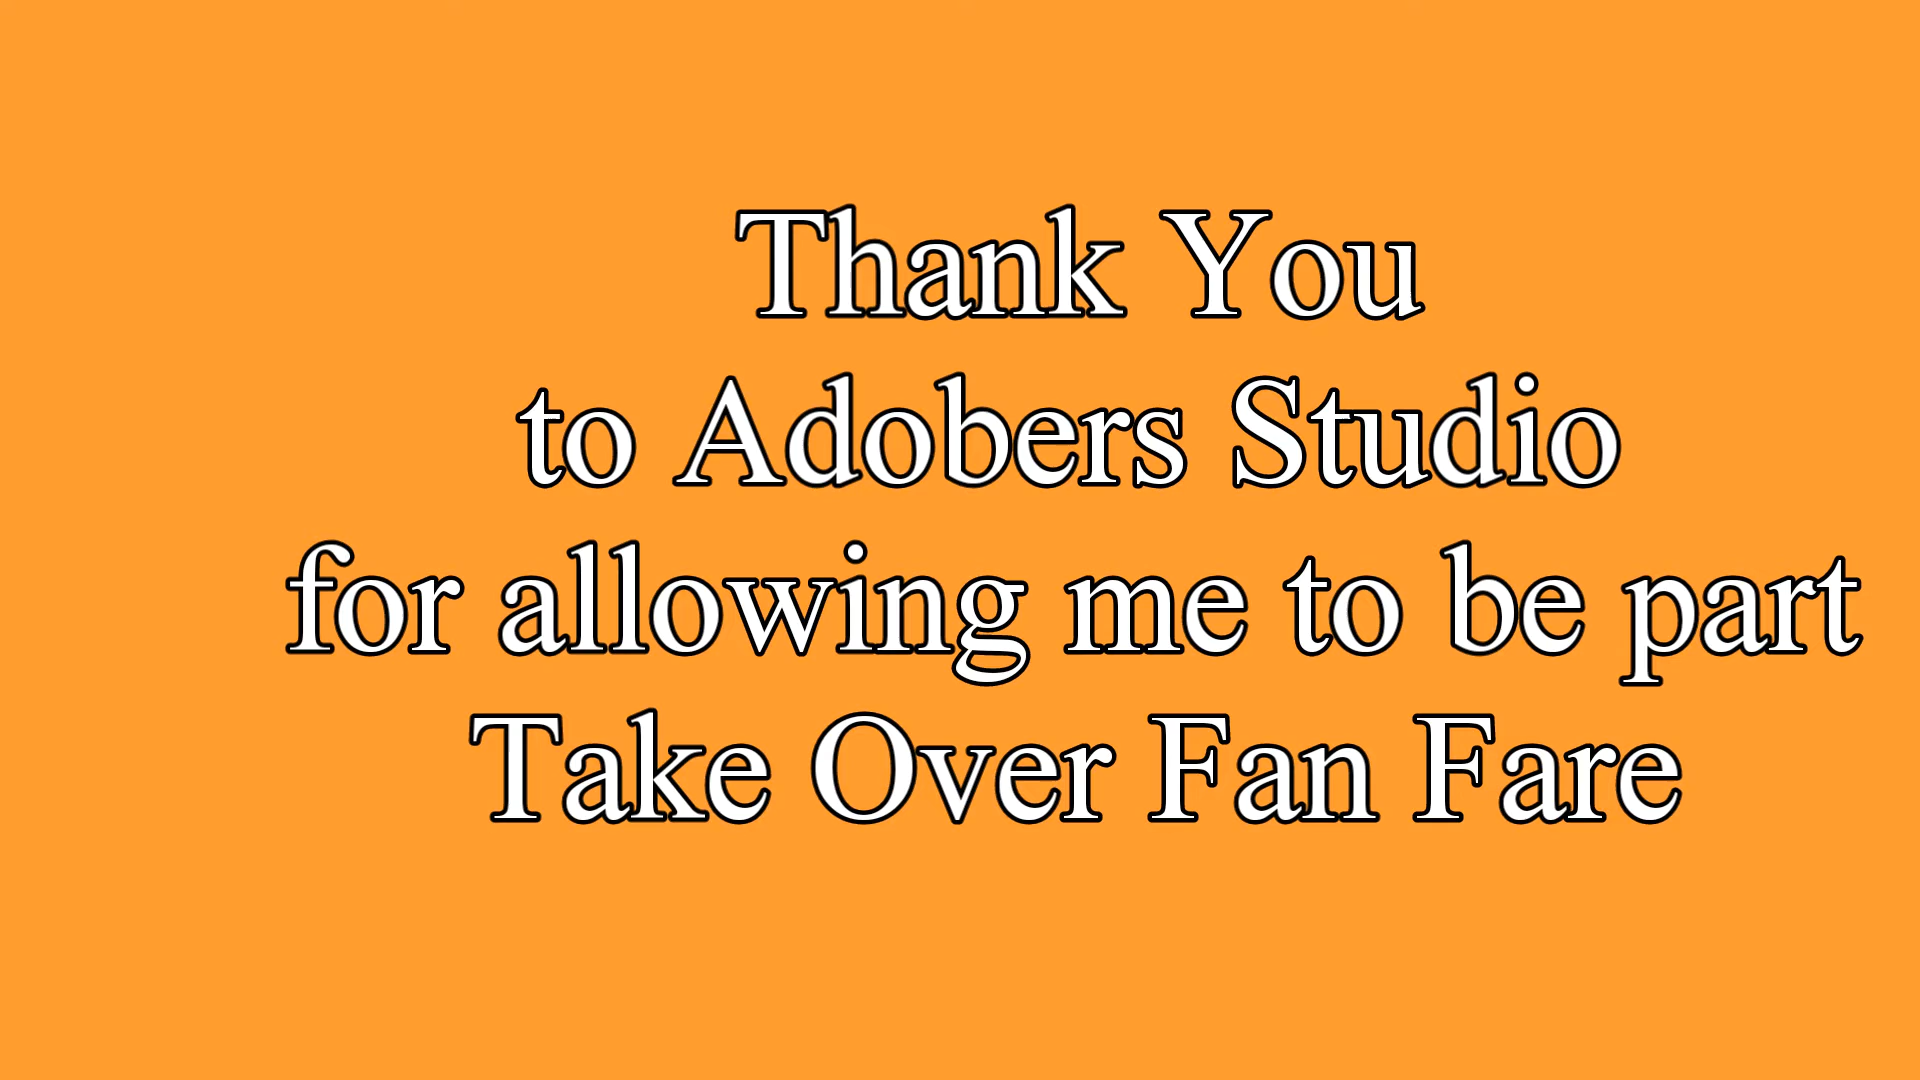 Thank You
to Adobers Studio
for allowing me to be part
Take Over Fan Fare